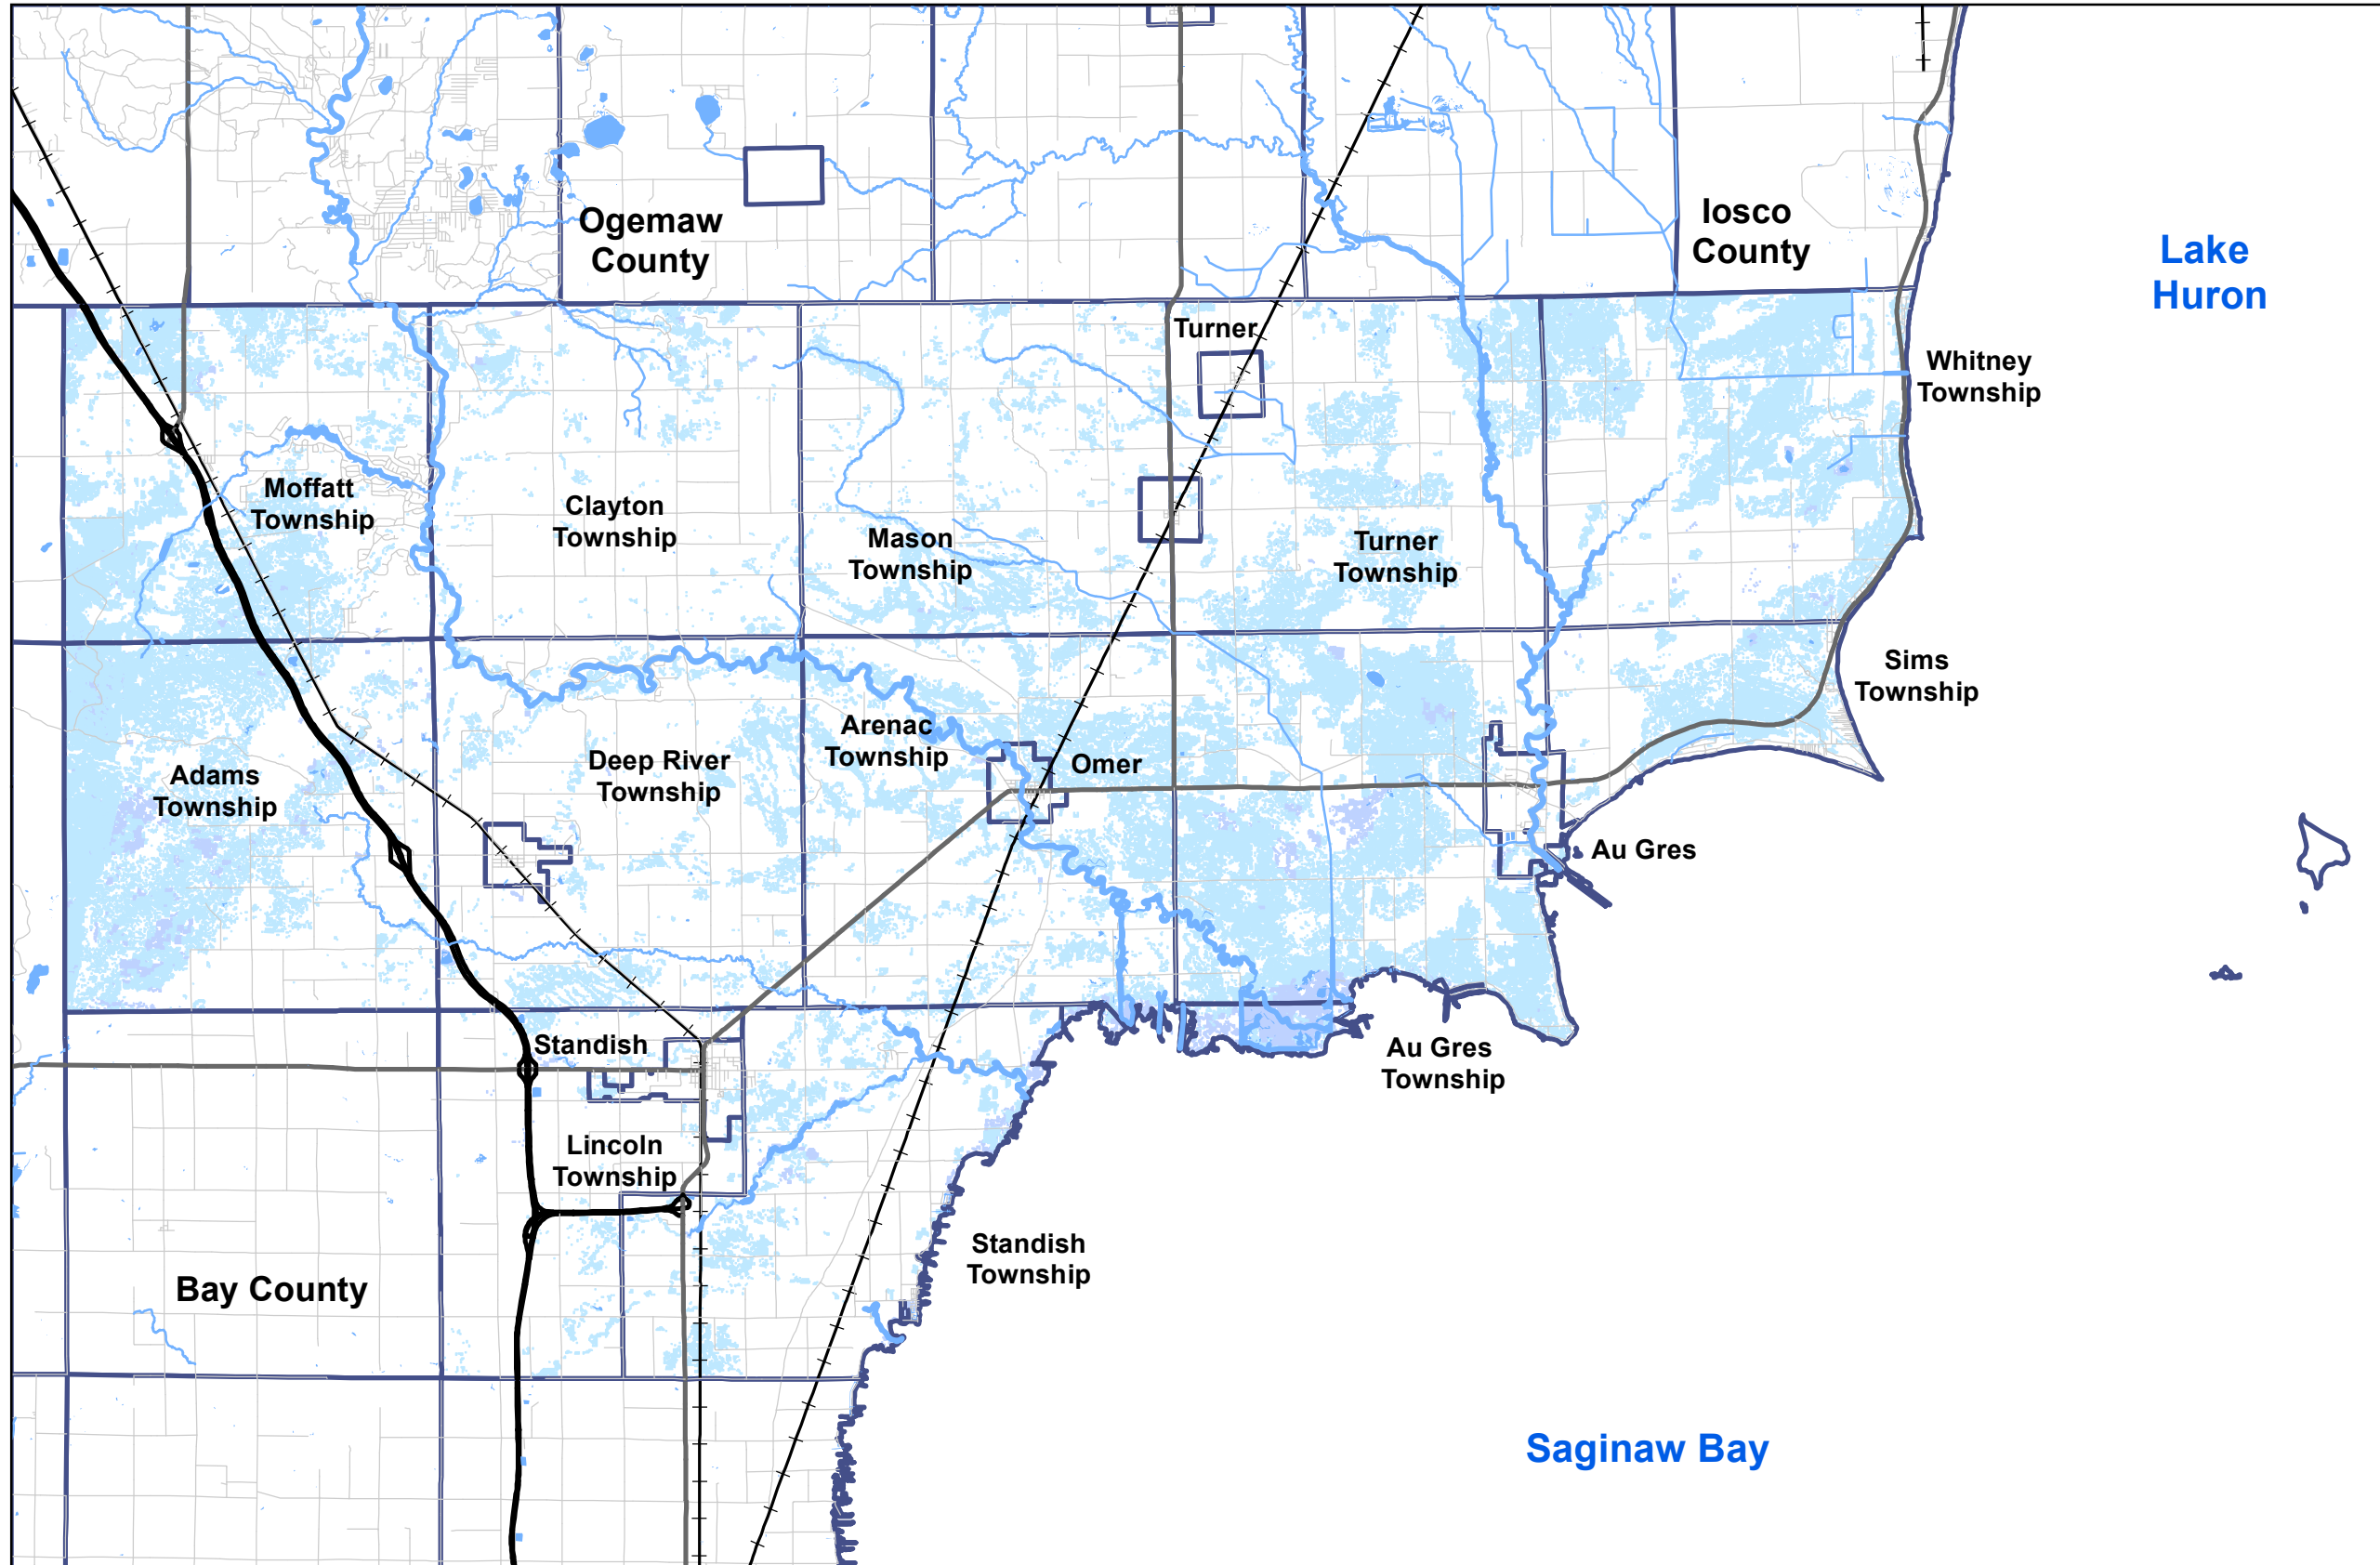 Ogemaw
County
Iosco
County
Lake
Huron
Turner
Whitney
Township
Moffatt
Township
Clayton
Township
Mason
Township
Turner
Township
Sims
Township
Adams
Township
Deep River
Township
Arenac
Township
Omer
Au Gres
Standish
Au Gres
Township
Lincoln
Township
Standish
Township
Bay County
Saginaw Bay